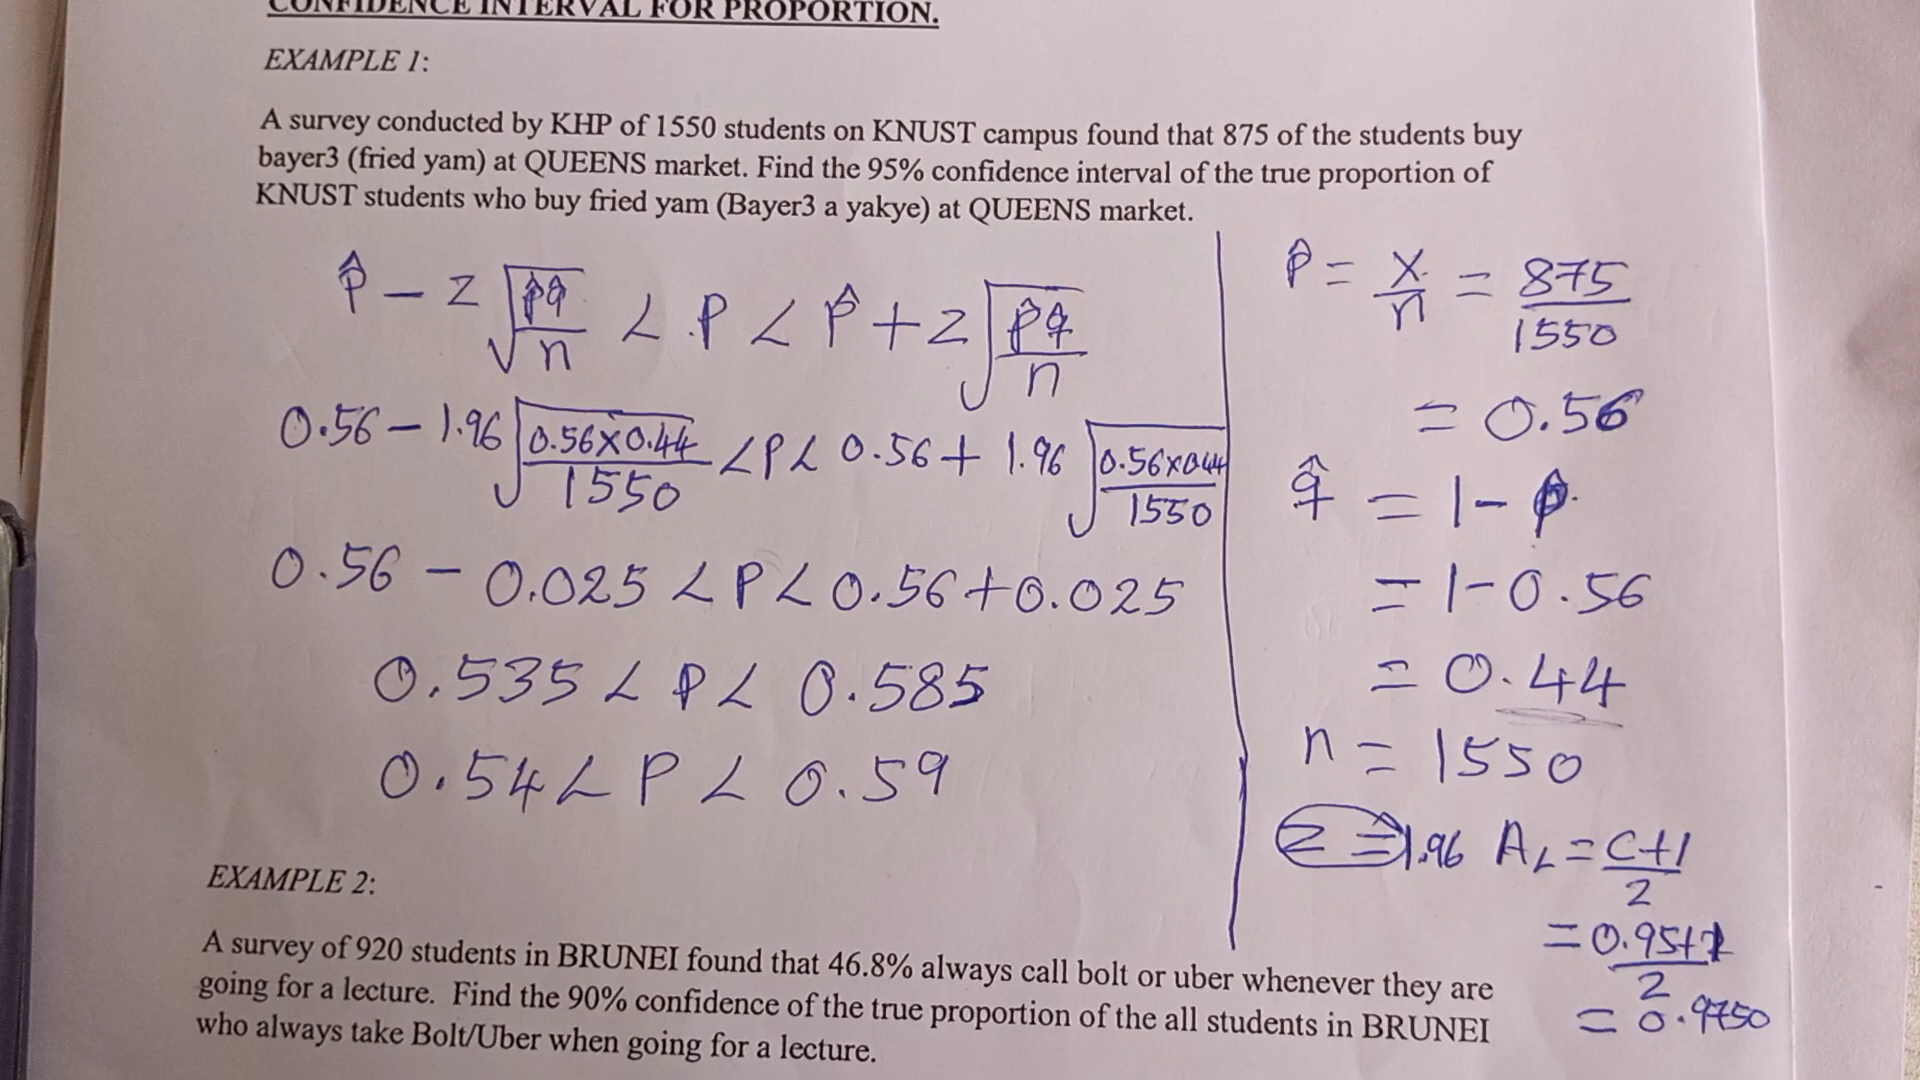 CONFIDENCE INTERVAL FOR PROPORTION.
EXAMPLE 1:
A survey conducted by KHP of 1550 students on KNUST campus found that 875 of the students buy
bayer3 (fried yam) at QUEENS market. Find the 95% confidence interval of the true proportion of
KNUST students who buy fried yam (Bayer3 a yakye) at QUEENS market.
p̂ - z √(p̂q̂/n) < p < p̂ + z √(p̂q̂/n)
0.56 - 1.96 √(0.56×0.44/1550) < p < 0.56 + 1.96 √(0.56×0.44/1550)
0.56 - 0.025 < p < 0.56 + 0.025
0.535 < p < 0.585
0.54 < p < 0.59
p̂ = x/n = 875/1550
= 0.56
q̂ = 1 - p̂
= 1 - 0.56
= 0.44
n = 1550
z = 1.96 A_L = C+1/2
= 0.95+1/2
= 0.9750
EXAMPLE 2:
A survey of 920 students in BRUNEI found that 46.8% always call bolt or uber whenever they are
going for a lecture. Find the 90% confidence of the true proportion of the all students in BRUNEI
who always take Bolt/Uber when going for a lecture.